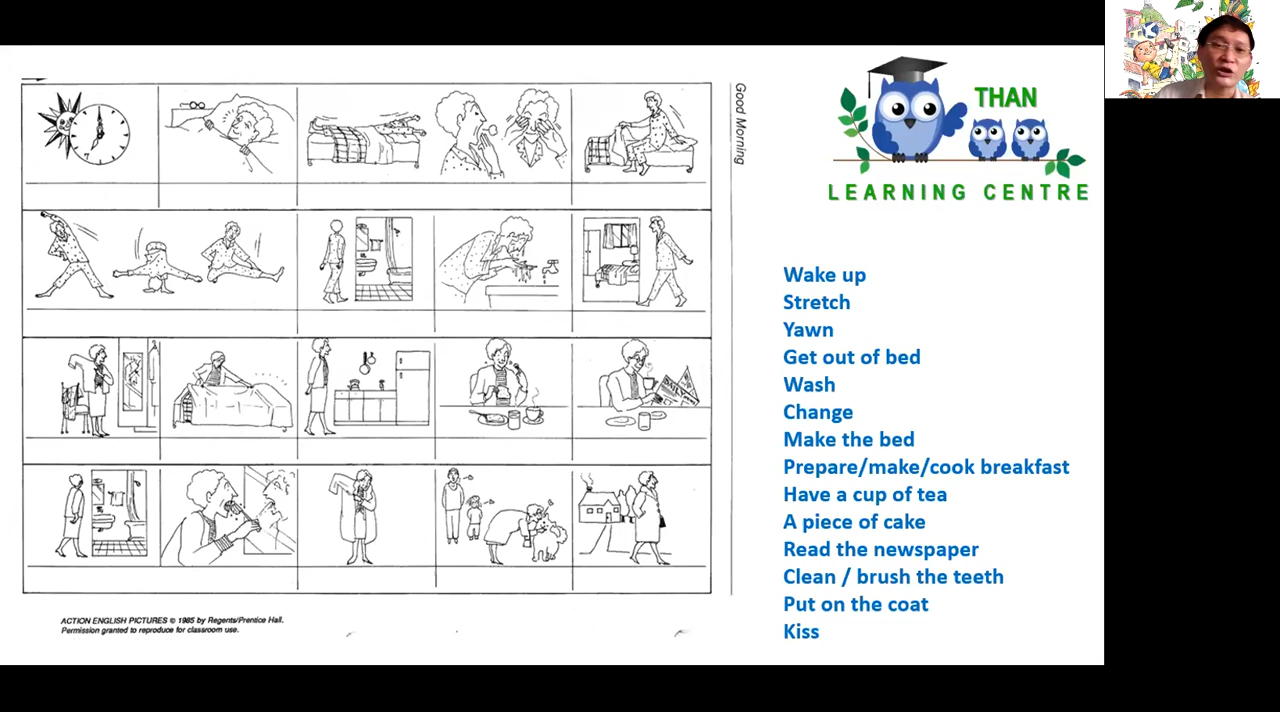 Good Morning
THAN
LEARNING CENTRE
Wake up
Stretch
Yawn
Get out of bed
Wash
Change
Make the bed
Prepare/make/cook breakfast
Have a cup of tea
A piece of cake
Read the newspaper
Clean / brush the teeth
Put on the coat
Kiss
7
ACTION ENGLISH PICTURES © 1985 by Regents/Prentice Hall.
Permission granted to reproduce for classroom use.